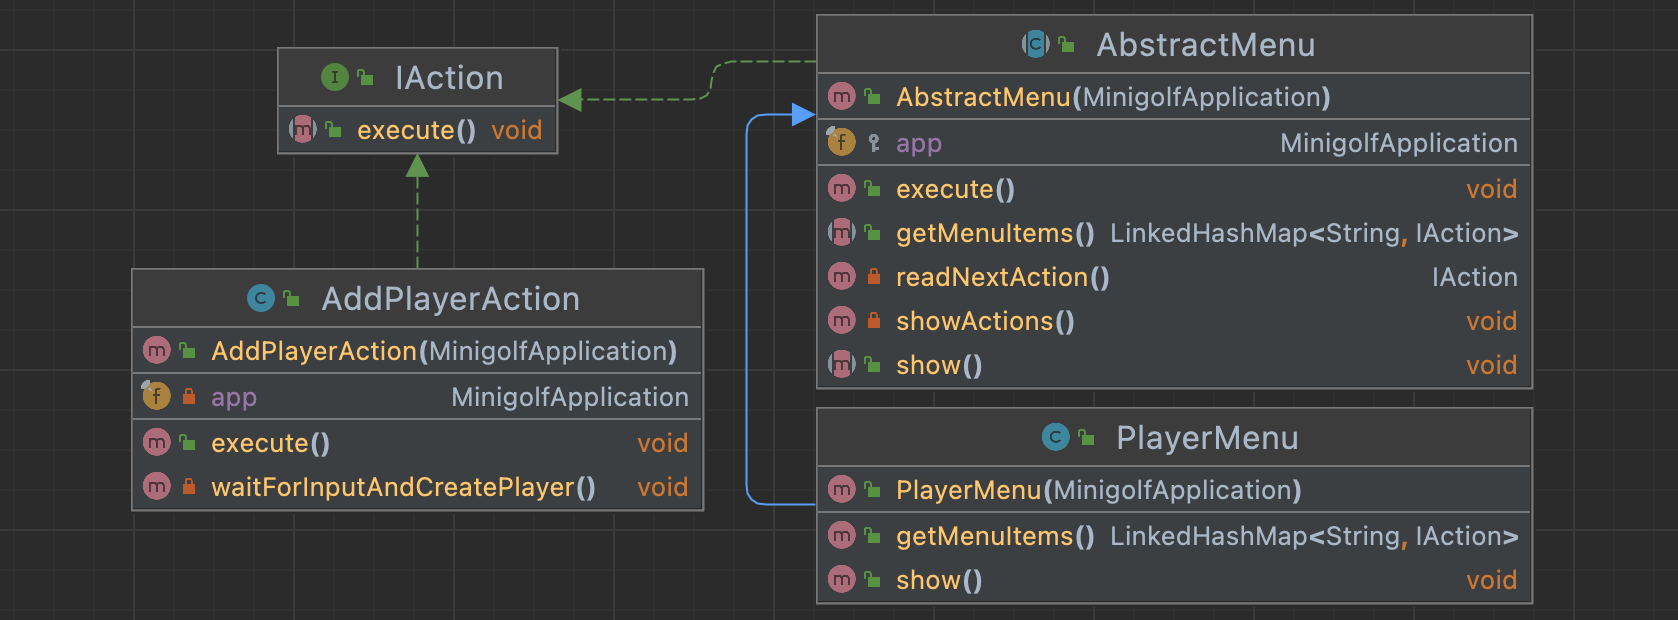 IAction
execute() void
AbstractMenu
AbstractMenu(MinigolfApplication)
app MinigolfApplication
execute() void
getMenuItems() LinkedHashMap<String, IAction>
readNextAction() IAction
showActions() void
show() void
AddPlayerAction
AddPlayerAction(MinigolfApplication)
app MinigolfApplication
execute() void
waitForInputAndCreatePlayer() void
PlayerMenu
PlayerMenu(MinigolfApplication)
getMenuItems() LinkedHashMap<String, IAction>
show() void